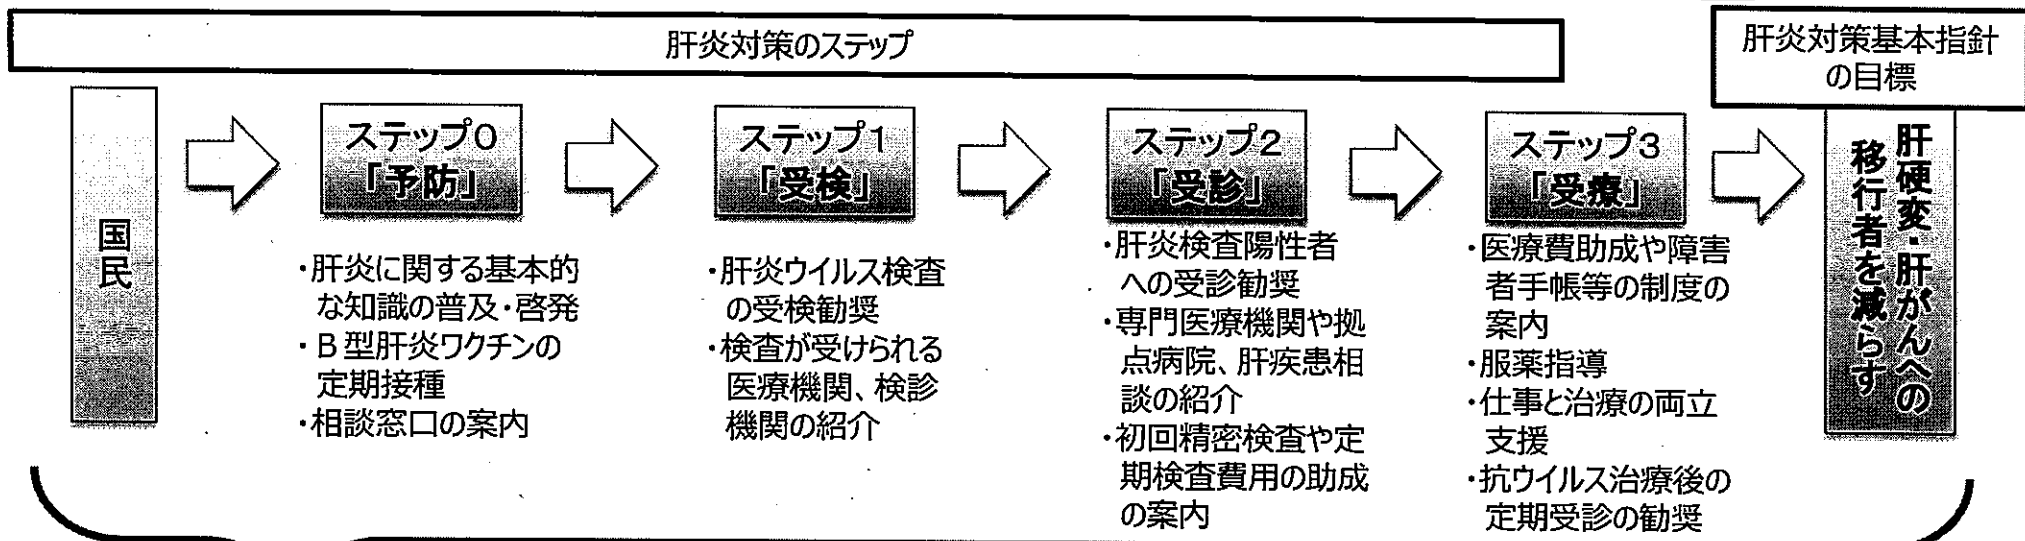 肝炎対策のステップ
肝炎対策基本指針
の目標
国民
ステップ0
「予防」
・肝炎に関する基本的
な知識の普及・啓発
・B型肝炎ワクチンの
定期接種
・相談窓口の案内
ステップ1
「受検」
・肝炎ウイルス検査
の受検勧奨
・検査が受けられる
医療機関、検診
機関の紹介
ステップ2
「受診」
・肝炎検査陽性者
への受診勧奨
・専門医療機関や拠
点病院、肝疾患相
談の紹介
・初回精密検査や定
期検査費用の助成
の案内
ステップ3
「受療」
・医療費助成や障害
者手帳等の制度の
案内
・服薬指導
・仕事と治療の両立
支援
・抗ウイルス治療後の
定期受診の勧奨
肝硬変・肝がんへの
移行者を減らす